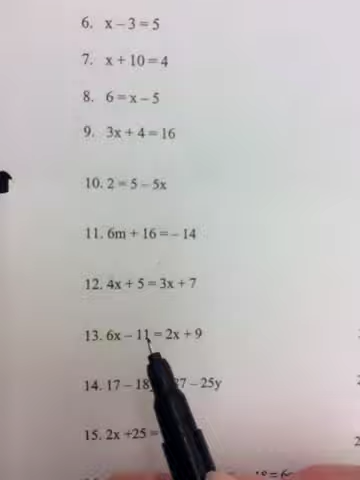 6. x – 3 = 5
7. x + 10 = 4
8. 6 = x – 5
9. 3x + 4 = 16
10. 2 = 5 – 5x
11. 6m + 16 = – 14
12. 4x + 5 = 3x + 7
13. 6x – 11 = 2x + 9
14. 17 – 18 27 – 25y
15. 2x +25 =
2